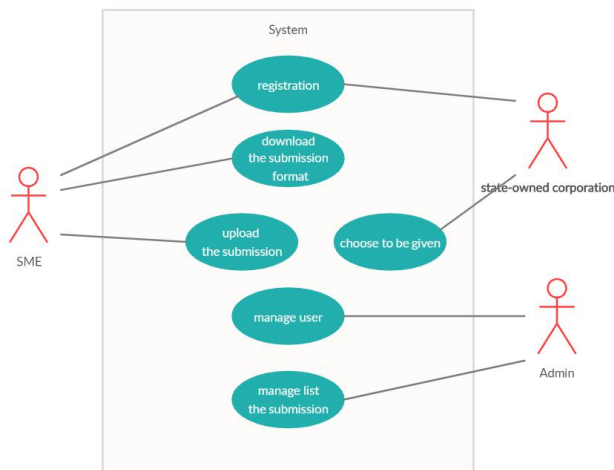 System
registration
download
the submission
format
state-owned corporation
upload
the submission
choose to be given
SME
manage user
Admin
manage list
the submission